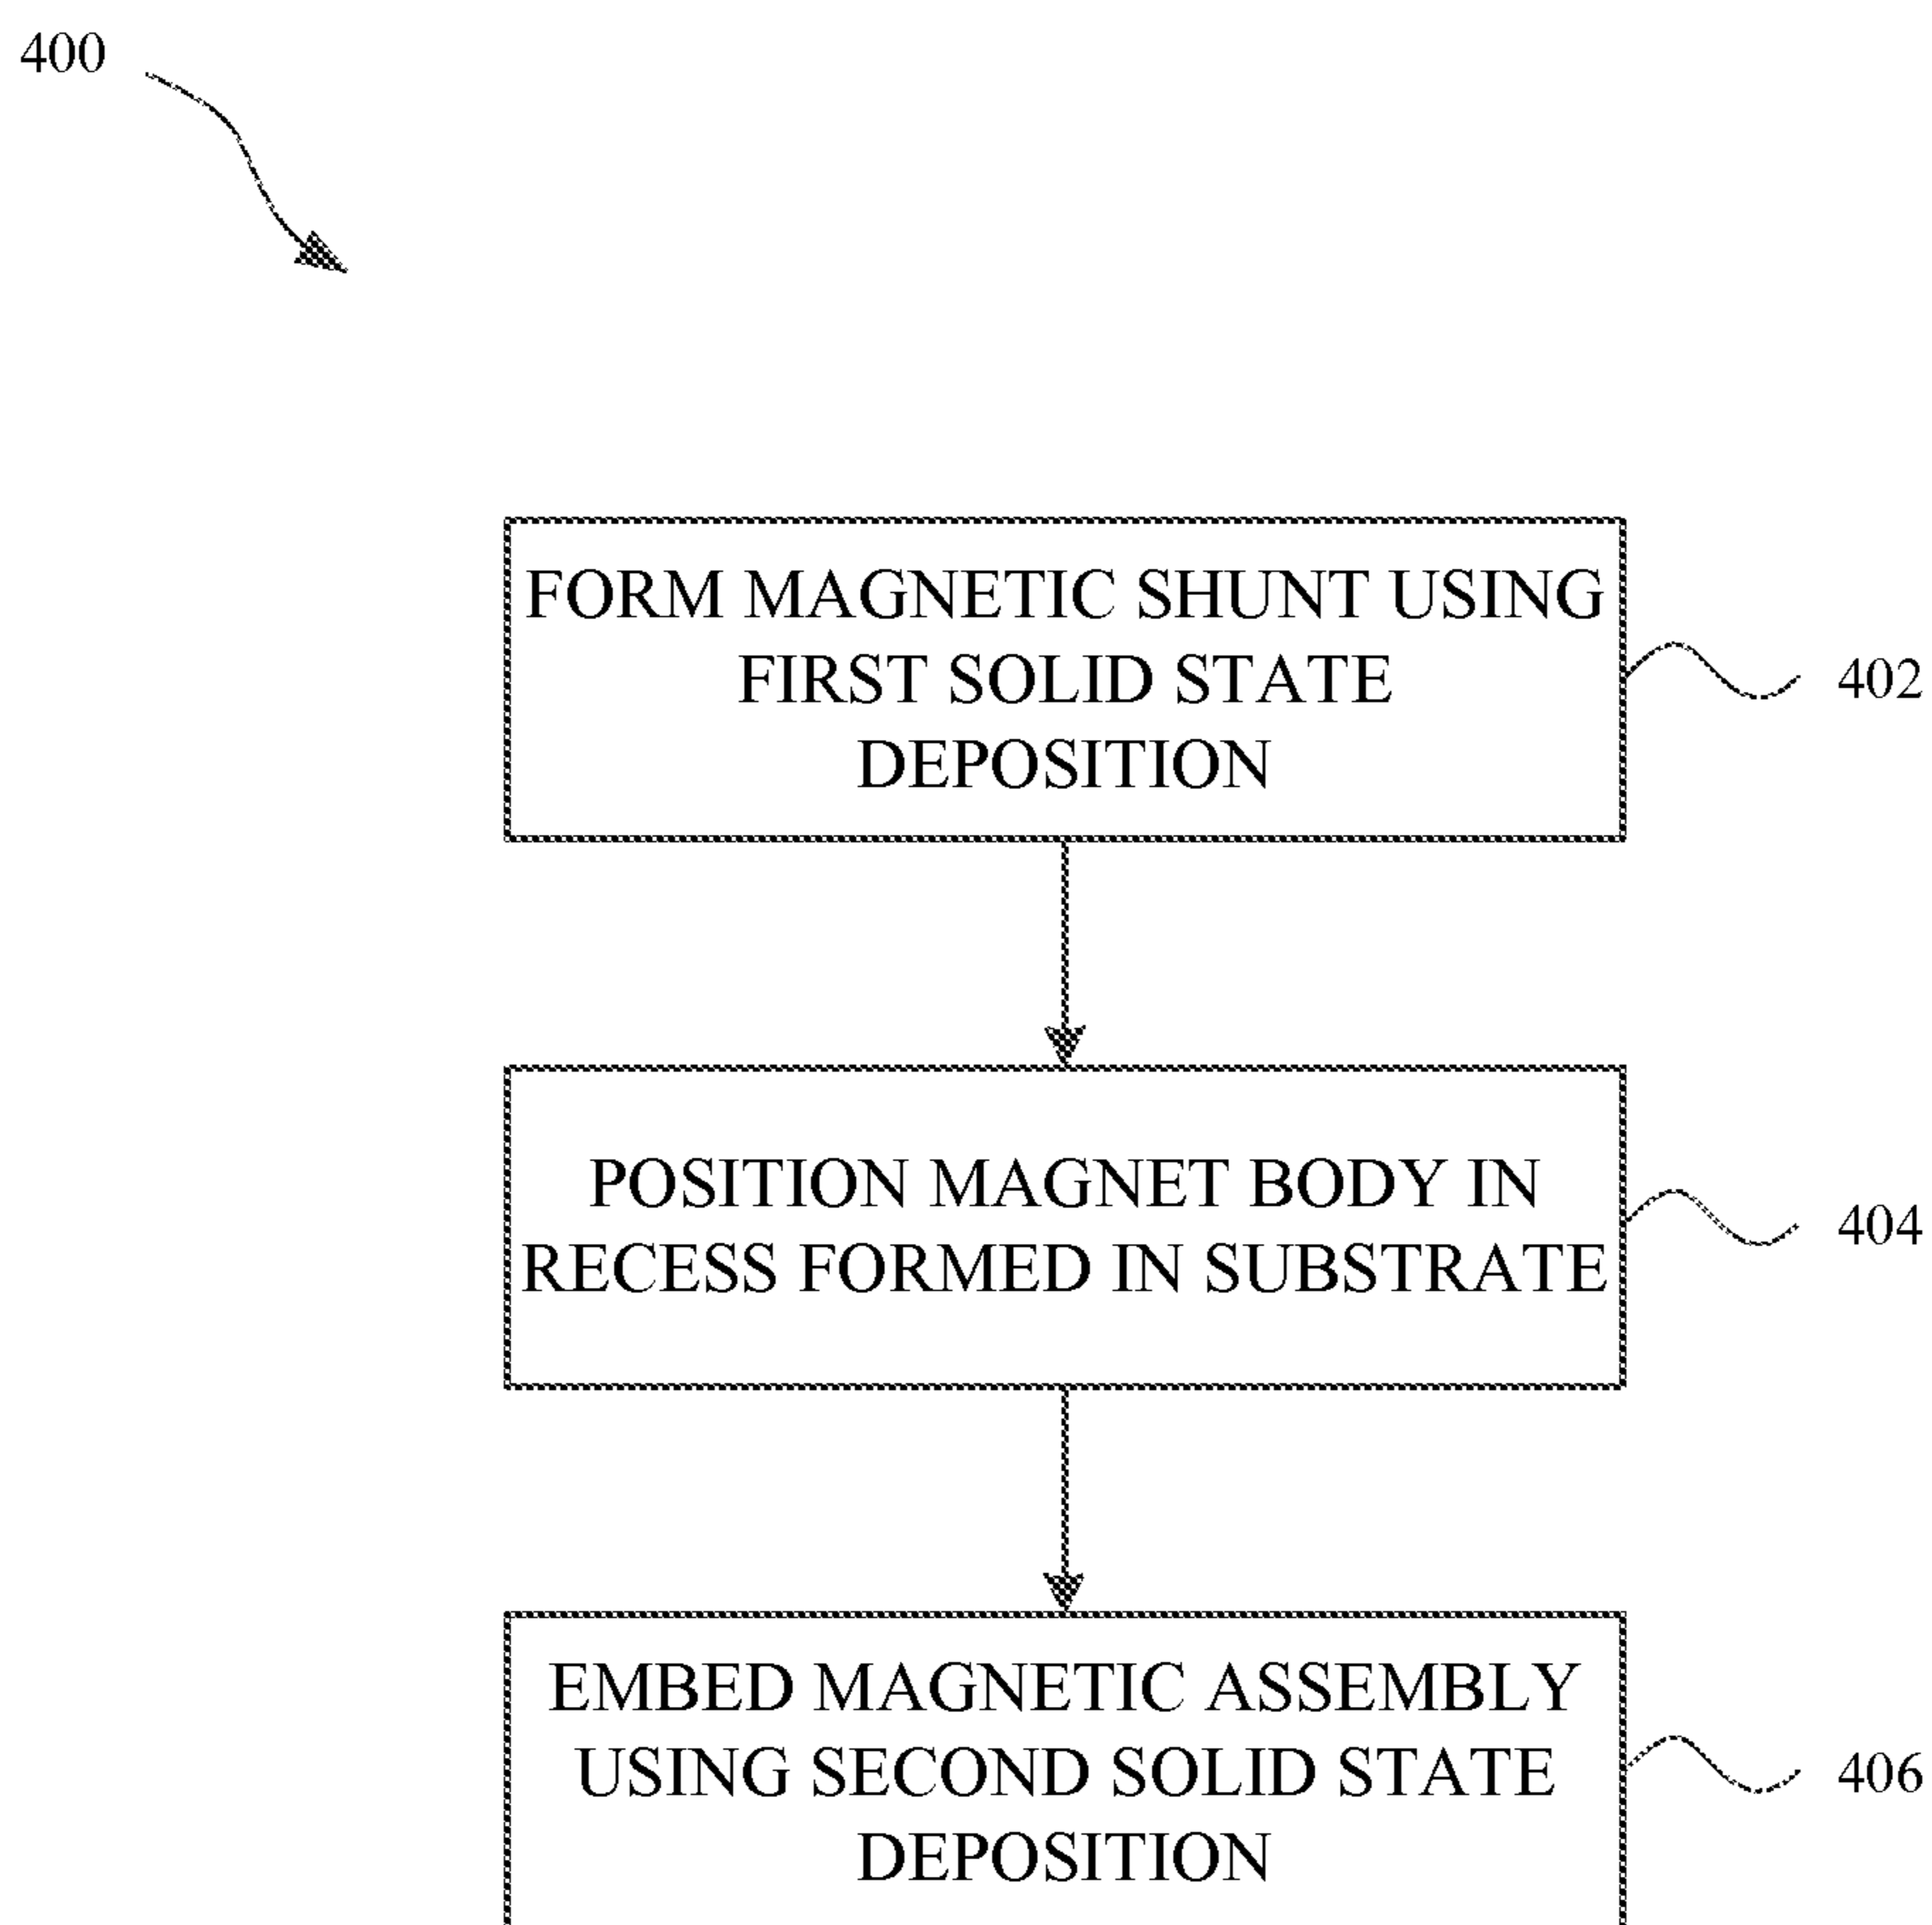 400
FORM MAGNETIC SHUNT USING
FIRST SOLID STATE
DEPOSITION
402
POSITION MAGNET BODY IN
RECESS FORMED IN SUBSTRATE
404
EMBED MAGNETIC ASSEMBLY
USING SECOND SOLID STATE
DEPOSITION
406